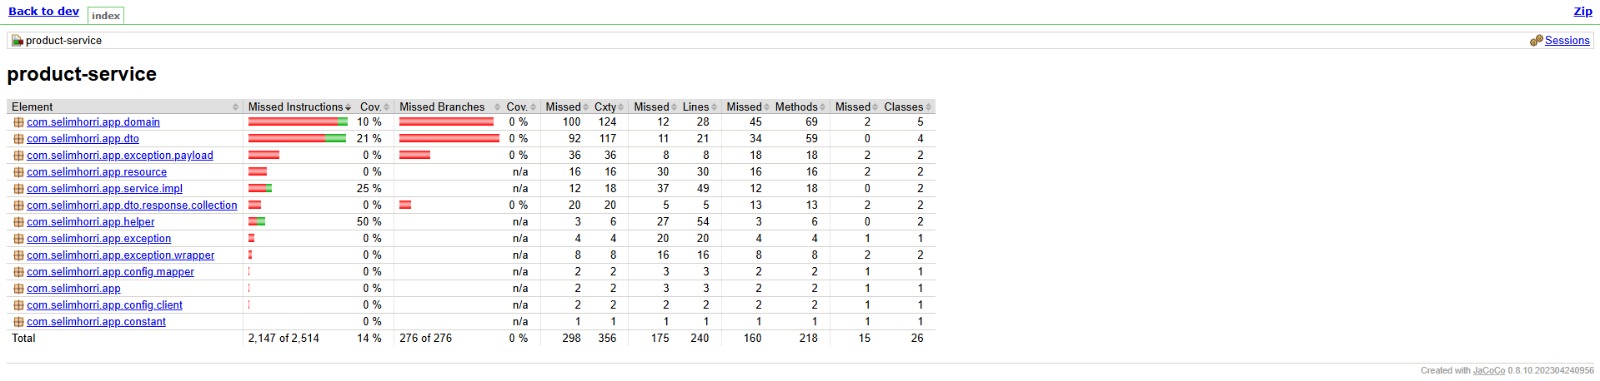 Back to dev index Zip
product-service Sessions
product-service
Element Missed Instructions Cov. Missed Branches Cov. Missed Cxty Missed Lines Missed Methods Missed Classes
com.selimhorri.app.domain 10 % 0 % 100 124 12 28 45 69 2 5
com.selimhorri.app.dto 21 % 0 % 92 117 11 21 34 59 0 4
com.selimhorri.app.exception.payload 0 % 0 % 36 36 8 8 18 18 2 2
com.selimhorri.app.resource 0 % n/a 16 16 30 30 16 16 2 2
com.selimhorri.app.service.impl 25 % n/a 12 18 37 49 12 18 0 2
com.selimhorri.app.dto.response.collection 0 % 0 % 20 20 5 5 13 13 2 2
com.selimhorri.app.helper 50 % n/a 3 6 27 54 3 6 0 2
com.selimhorri.app.exception 0 % n/a 4 4 20 20 4 4 1 1
com.selimhorri.app.exception.wrapper 0 % n/a 8 8 16 16 8 8 2 2
com.selimhorri.app.config.mapper 0 % n/a 2 2 3 3 2 2 1 1
com.selimhorri.app 0 % n/a 2 2 3 3 2 2 1 1
com.selimhorri.app.config.client 0 % n/a 2 2 2 2 2 2 1 1
com.selimhorri.app.constant 0 % n/a 1 1 1 1 1 1 1 1
Total 2,147 of 2,514 14 % 276 of 276 0 % 298 356 175 240 160 218 15 26
Created with JaCoCo 0.8.10.202304240956